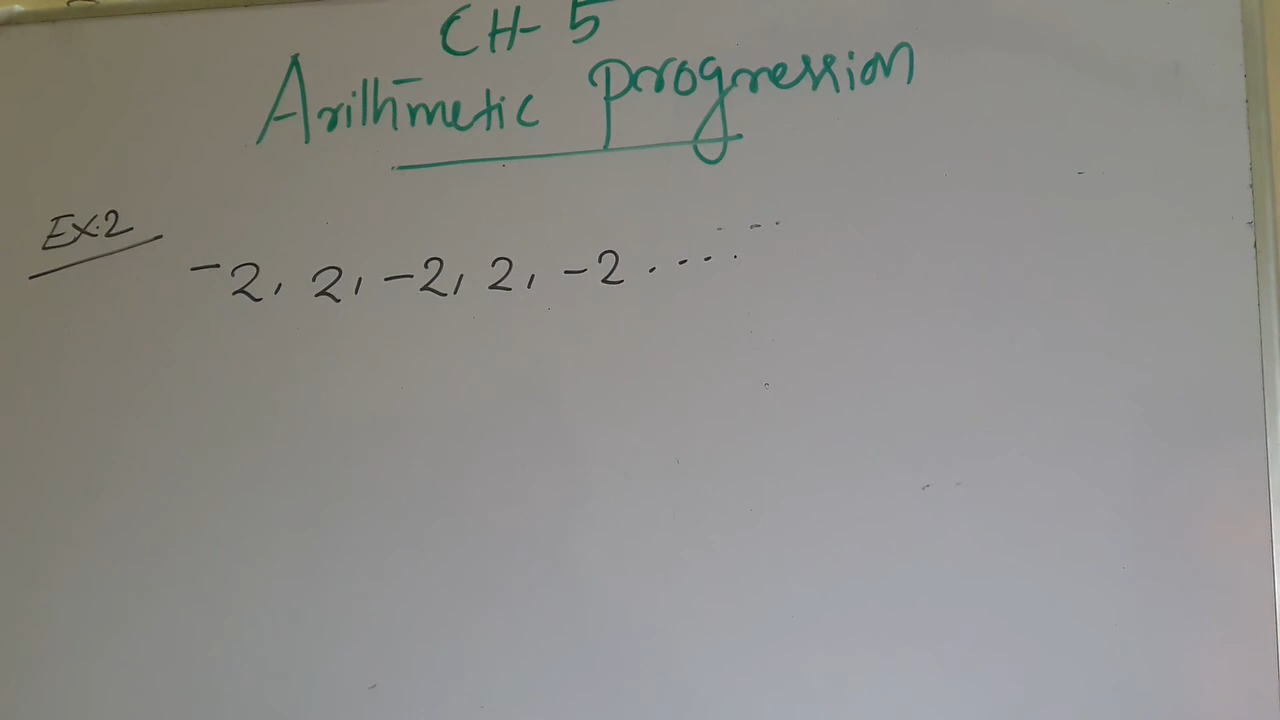 CH- 5
Arithmetic progression
Ex.2
-2, 2, -2, 2, -2 ......